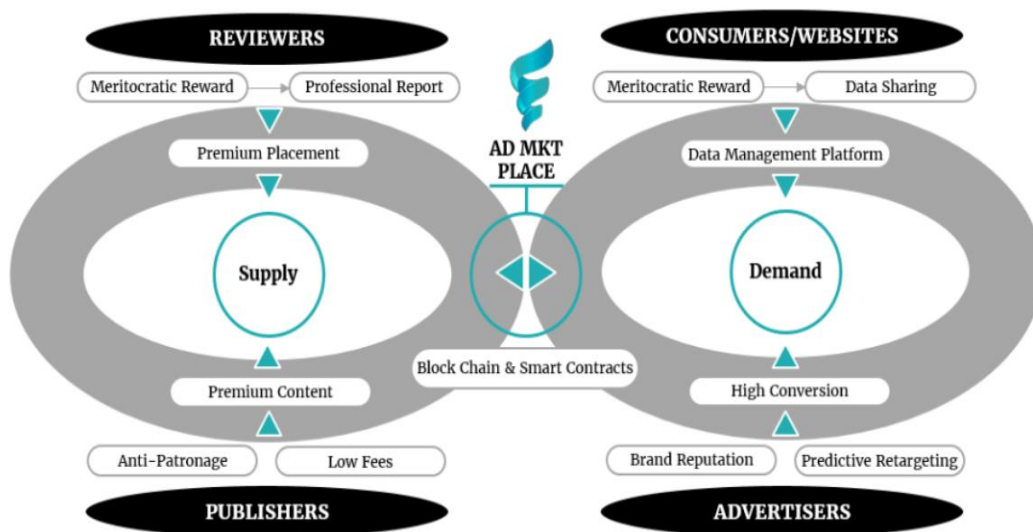 REVIEWERS
CONSUMERS/WEBSITES
Meritocratic Reward
Professional Report
Meritocratic Reward
Data Sharing
Premium Placement
AD MKT
PLACE
Data Management Platform
Supply
Demand
Block Chain & Smart Contracts
Premium Content
High Conversion
Anti-Patronage
Low Fees
Brand Reputation
Predictive Retargeting
PUBLISHERS
ADVERTISERS